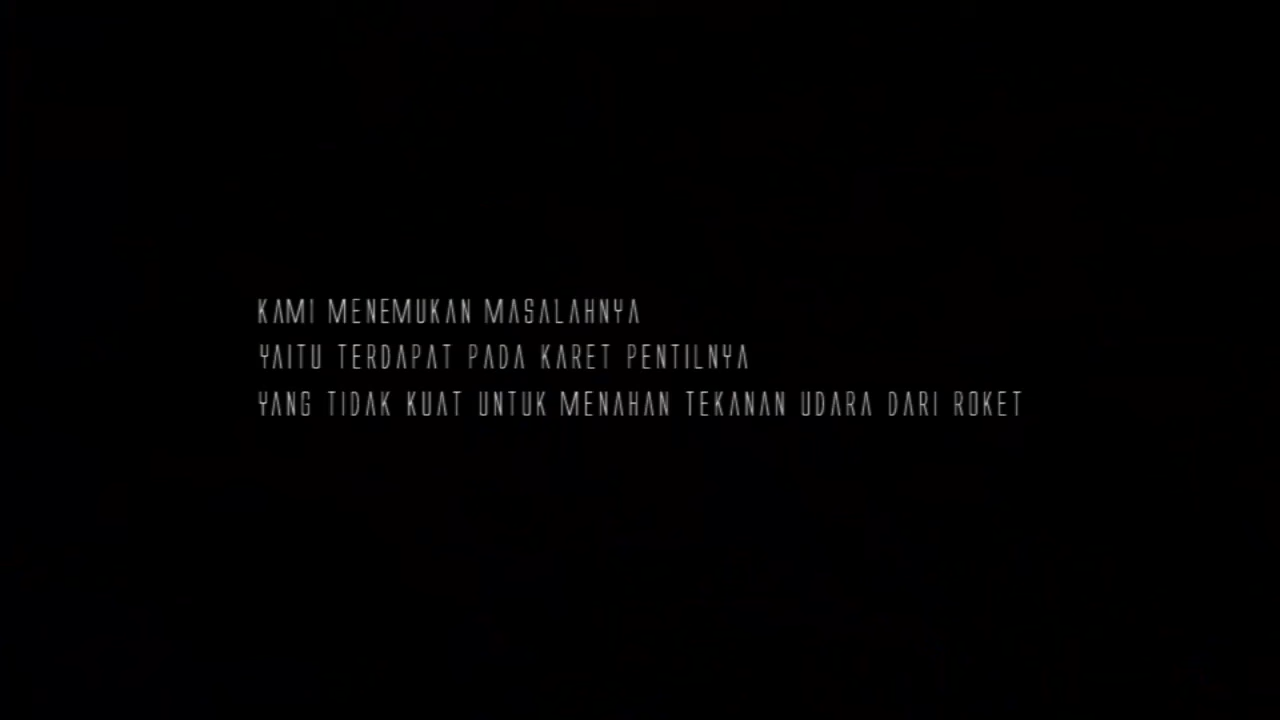 KAMI MENEMUKAN MASALAHNYA
YAITU TERDAPAT PADA KARET PENTILNYA
YANG TIDAK KUAT UNTUK MENAHAN TEKANAN UDARA DARI ROKET